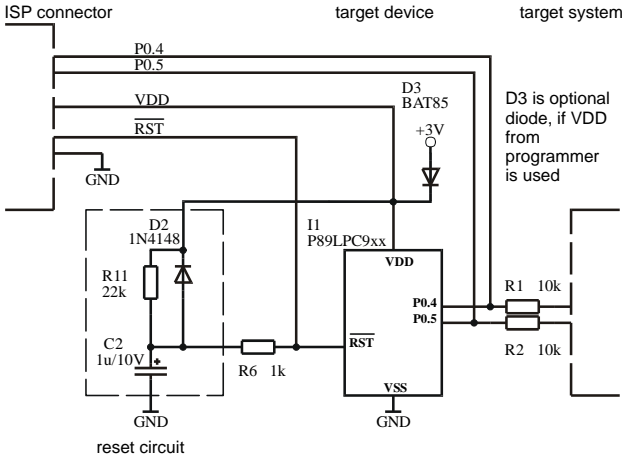 ISP connector
target device
target system
P0.4
P0.5
VDD
RST
GND
D3
BAT85
+3V
D3 is optional
diode, if VDD
from
programmer
is used
D2
1N4148
I1
P89LPC9xx
VDD
R11
22k
P0.4
P0.5
R1 10k
R2 10k
C2
1u/10V
+
R6 1k
RST
VSS
GND
GND
reset circuit